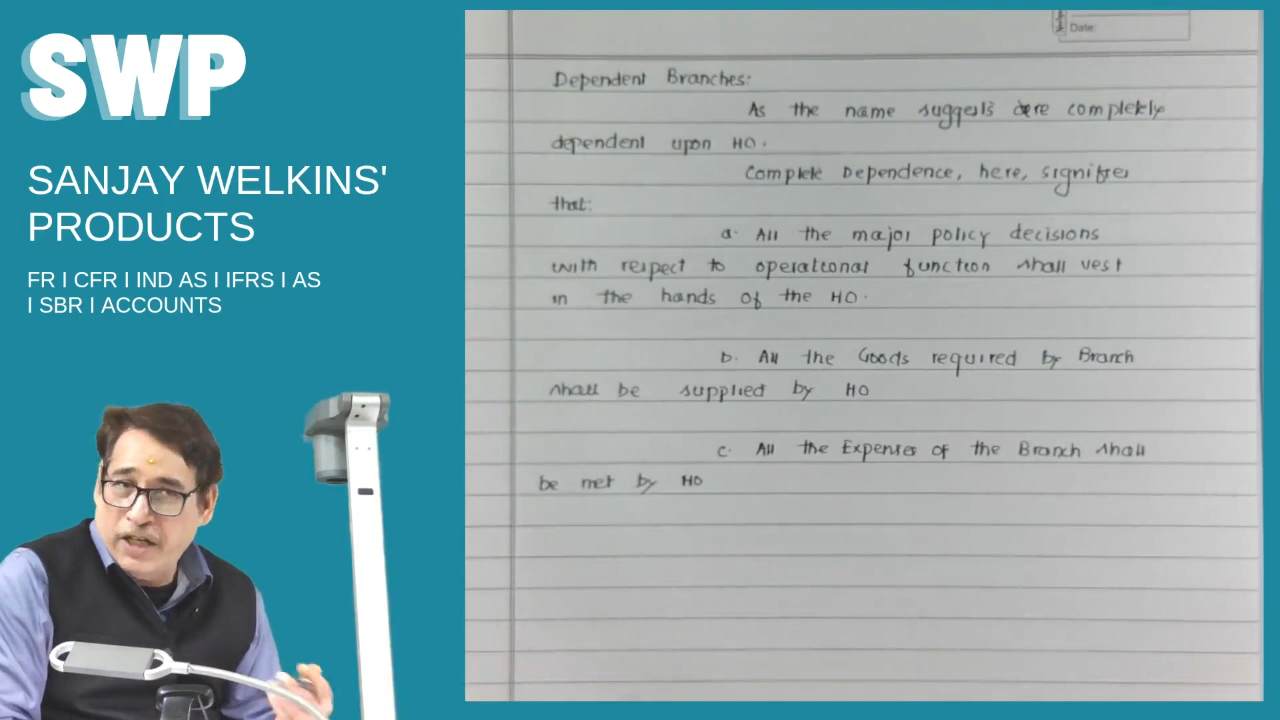 SWP
SANJAY WELKINS'
PRODUCTS
FR I CFR I IND AS I IFRS I AS
I SBR I ACCOUNTS
Date:
Dependent Branches:
As the name suggests are completely
dependent upon HO.
Complete Dependence, here, signifies
that:
a. All the major policy decisions
with respect to operational function shall vest
in the hands of the HO.
b. All the Goods required by Branch
shall be supplied by HO
c. All the Expenses of the Branch shall
be met by HO